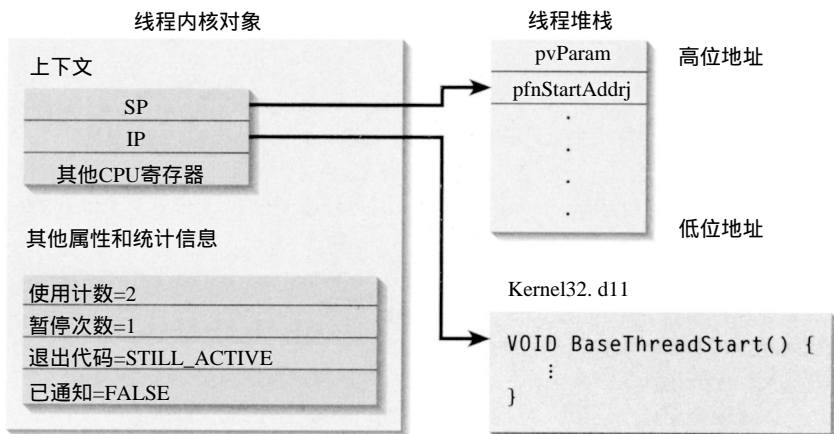 线程内核对象
上下文
SP
IP
其他CPU寄存器
其他属性和统计信息
使用计数=2
暂停次数=1
退出代码=STILL_ACTIVE
已通知=FALSE
线程堆栈
pvParam
pfnStartAddrj
.
.
.
.
高位地址
低位地址
Kernel32. d11
VOID BaseThreadStart() {
⋮
}